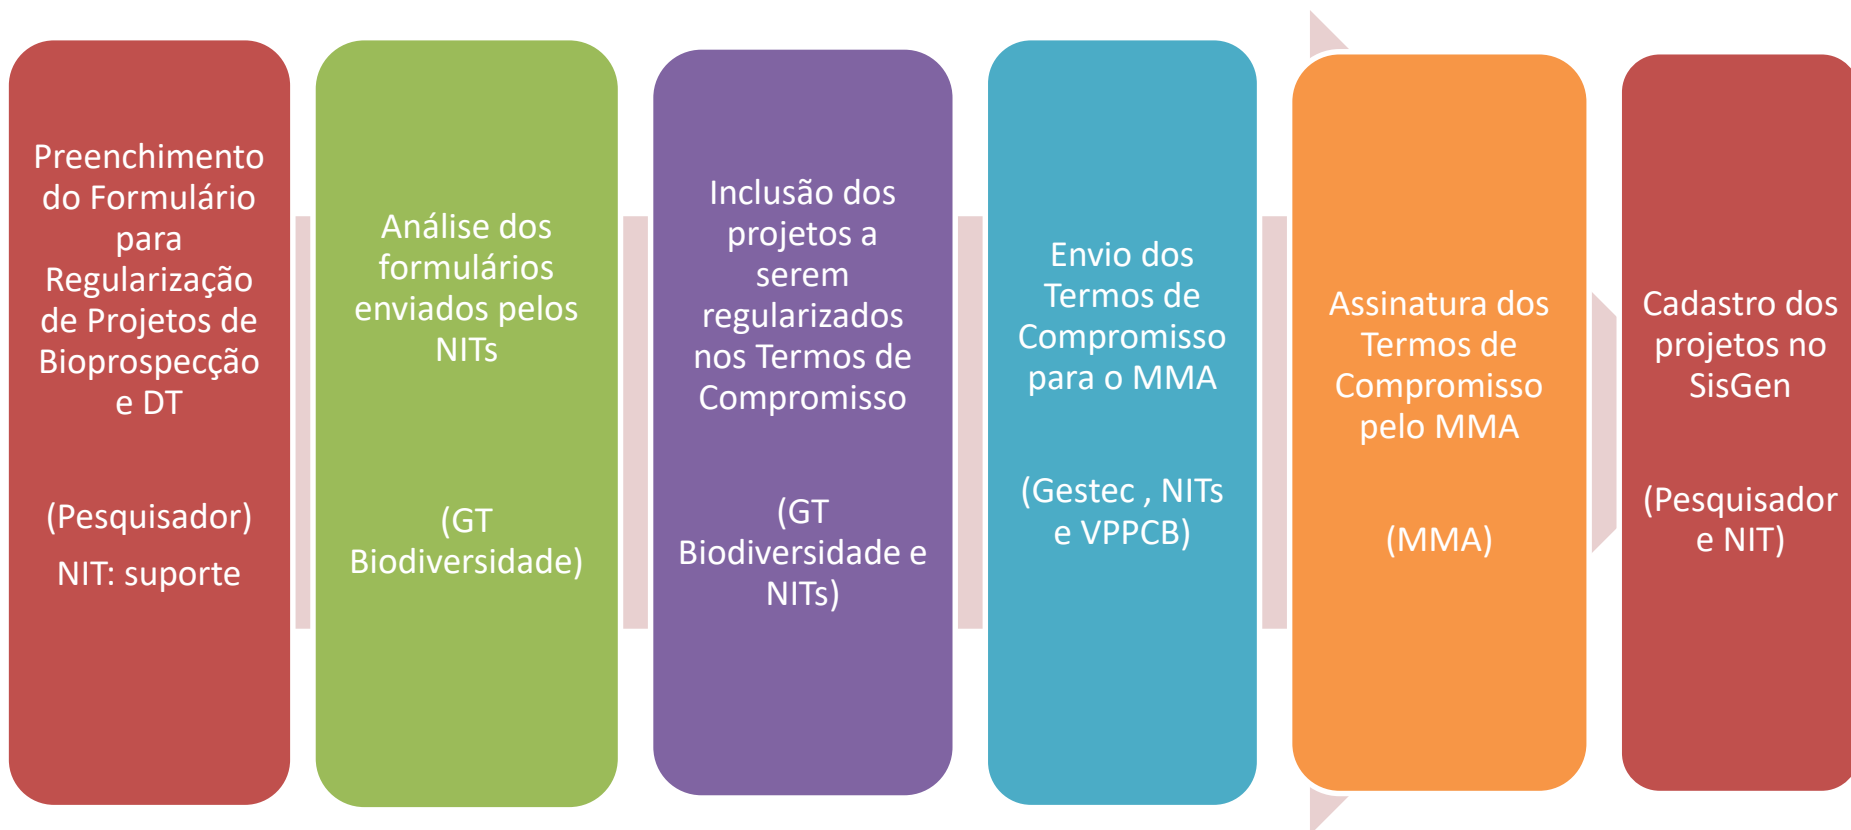 Preenchimento
do Formulário
para
Regularização
de Projetos de
Bioprospecção
e DT
(Pesquisador)
NIT: suporte
Análise dos
formulários
enviados pelos
NITs
(GT
Biodiversidade)
Inclusão dos
projetos a
serem
regularizados
nos Termos de
Compromisso
(GT
Biodiversidade e
NITs)
Envio dos
Termos de
Compromisso
para o MMA
(Gestec , NITs
e VPPCB)
Assinatura dos
Termos de
Compromisso
pelo MMA
(MMA)
Cadastro dos
projetos no
SisGen
(Pesquisador
e NIT)